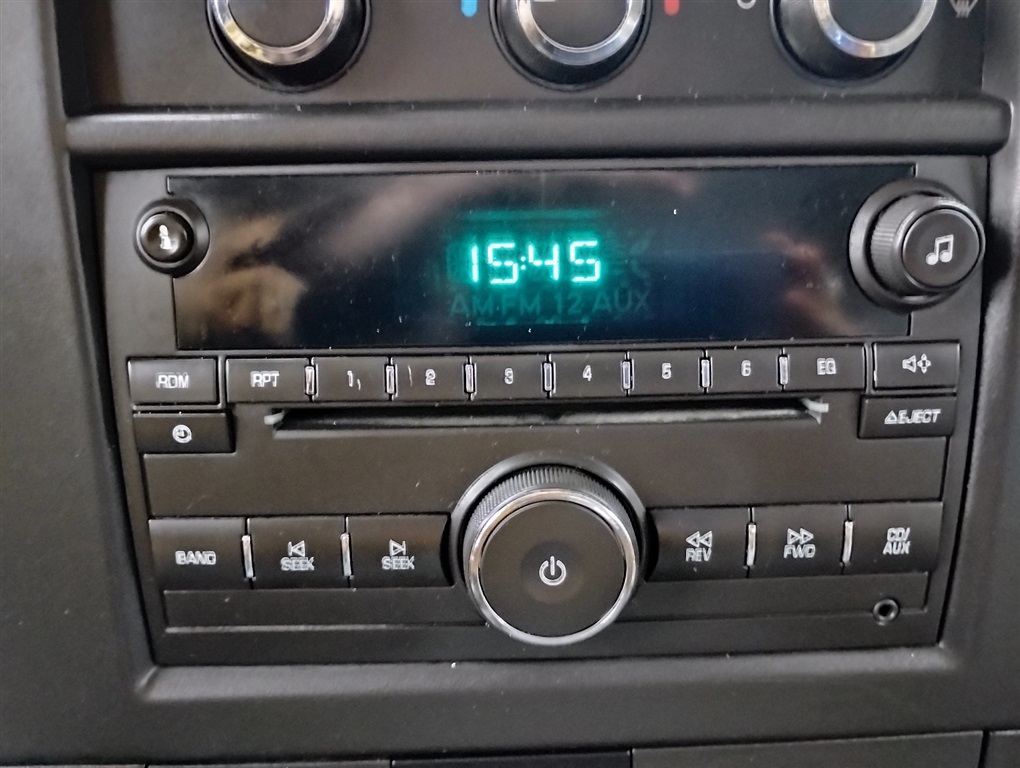 15:45
AM FM 12 AUX
RDM RPT 1 2 3 4 5 6 EQ
EJECT
BAND SEEK SEEK REV FWD CD/
AUX